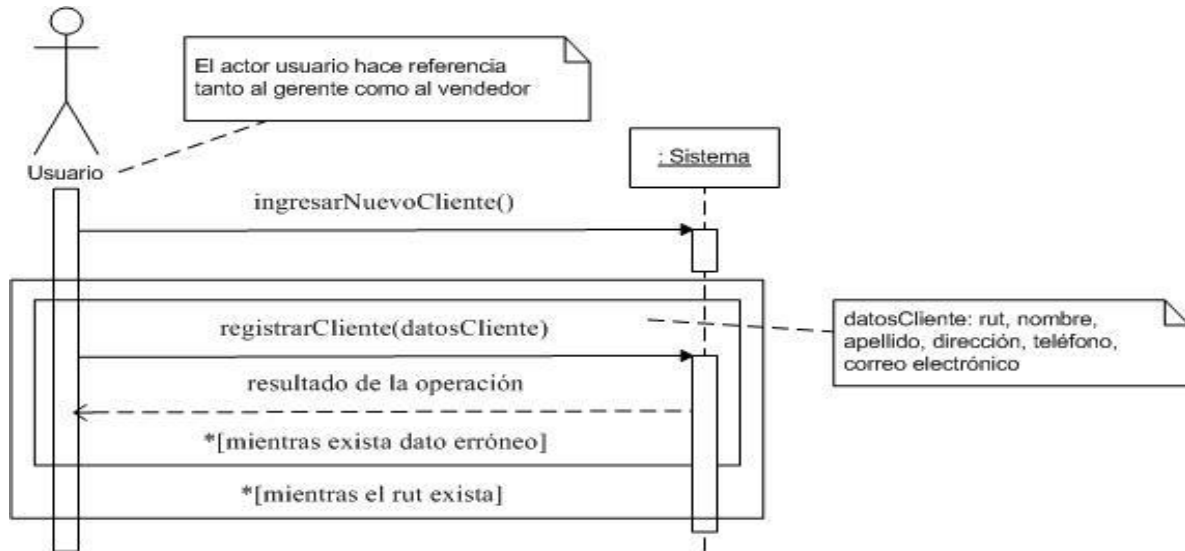 El actor usuario hace referencia
tanto al gerente como al vendedor
: Sistema
Usuario
ingresarNuevoCliente()
registrarCliente(datosCliente)
datosCliente: rut, nombre,
apellido, dirección, teléfono,
correo electrónico
resultado de la operación
*[mientras exista dato erróneo]
*[mientras el rut exista]